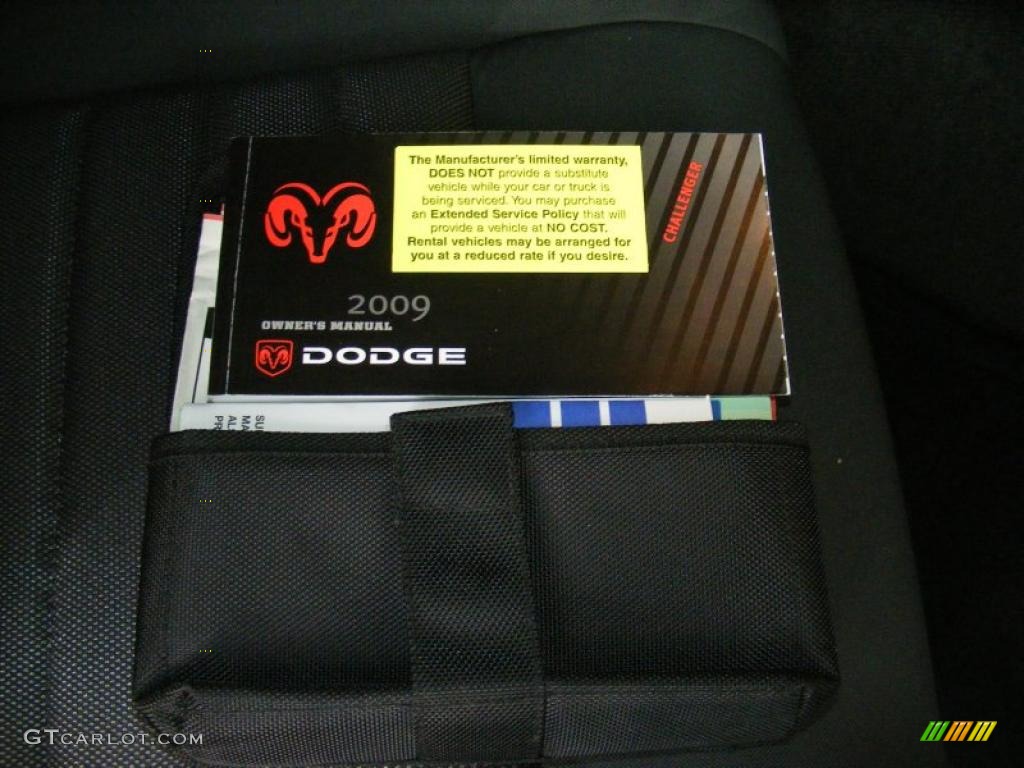 The Manufacturer's limited warranty,
DOES NOT provide a substitute
vehicle while your car or truck is
being serviced. You may purchase
an Extended Service Policy that will
provide a vehicle at NO COST.
Rental vehicles may be arranged for
you at a reduced rate if you desire.
CHALLENGER
2009
OWNER'S MANUAL
DODGE
GTCARLOT.COM